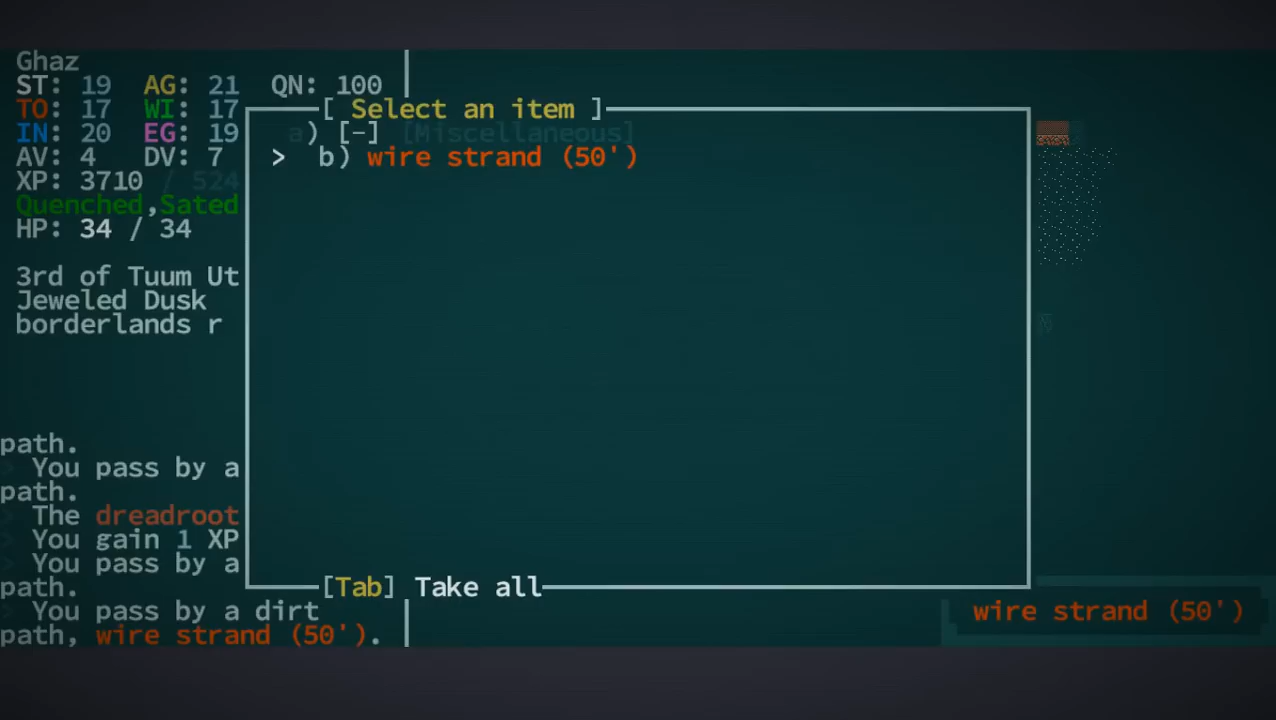 Ghaz
ST: 19 AG: 21 QN: 100
TO: 17 WI: 17
IN: 20 EG: 19
AV: 4 DV: 7
XP: 3710 / 524
Quenched,Sated
HP: 34 / 34
3rd of Tuum Ut
Jeweled Dusk
borderlands r
path.
> You pass by a
path.
> The dreadroot
> You gain 1 XP
> You pass by a
path.
> You pass by a dirt
path, wire strand (50').
[ Select an item ]
a) [-] [Miscellaneous]
> b) wire strand (50')
[Tab] Take all
wire strand (50')